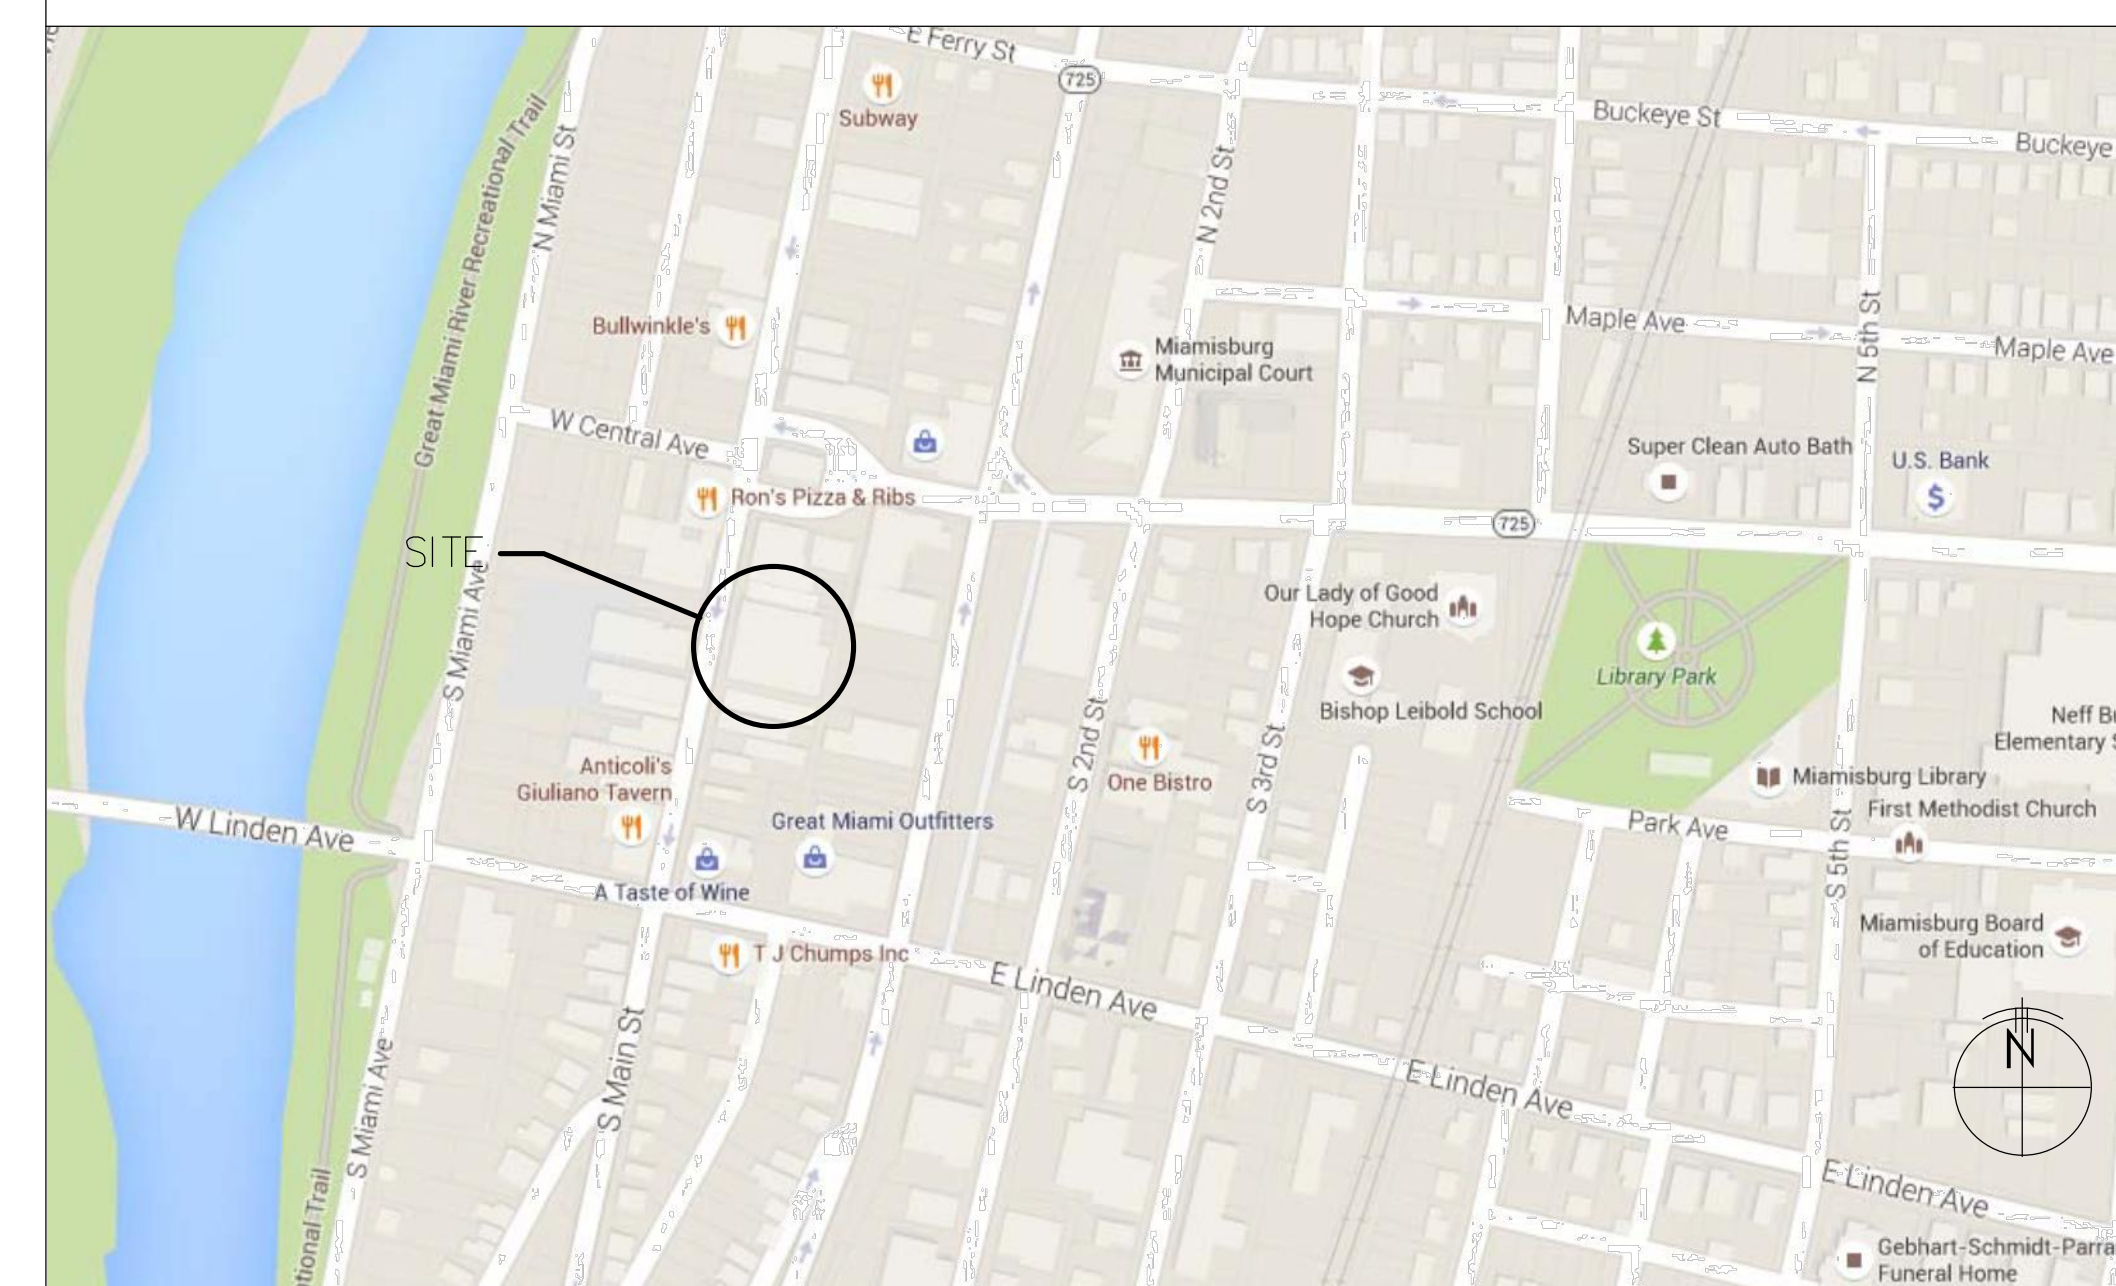 E Ferry St
725
Subway
Buckeye St
Buckeye
N Miami St
Great Miami River Recreational Trail
N 2nd St
Bullwinkle's
Maple Ave
Maple Ave
N 5th St
Miamisburg
Municipal Court
W Central Ave
Super Clean Auto Bath
U.S. Bank
Ron's Pizza & Ribs
725
SITE
S Miami Ave
Our Lady of Good
Hope Church
Library Park
Bishop Leibold School
Neff
Elementary
S 2nd St
One Bistro
S 3rd St
Anticoli's
Giuliano Tavern
Miamisburg Library
First Methodist Church
Great Miami Outfitters
W Linden Ave
Park Ave
S 5th St
A Taste of Wine
T J Chumps Inc
Miamisburg Board
of Education
E Linden Ave
N
S Main St
S Miami Ave
E Linden Ave
E Linden Ave
tional Trail
Gebhart-Schmidt-Parra
Funeral Home